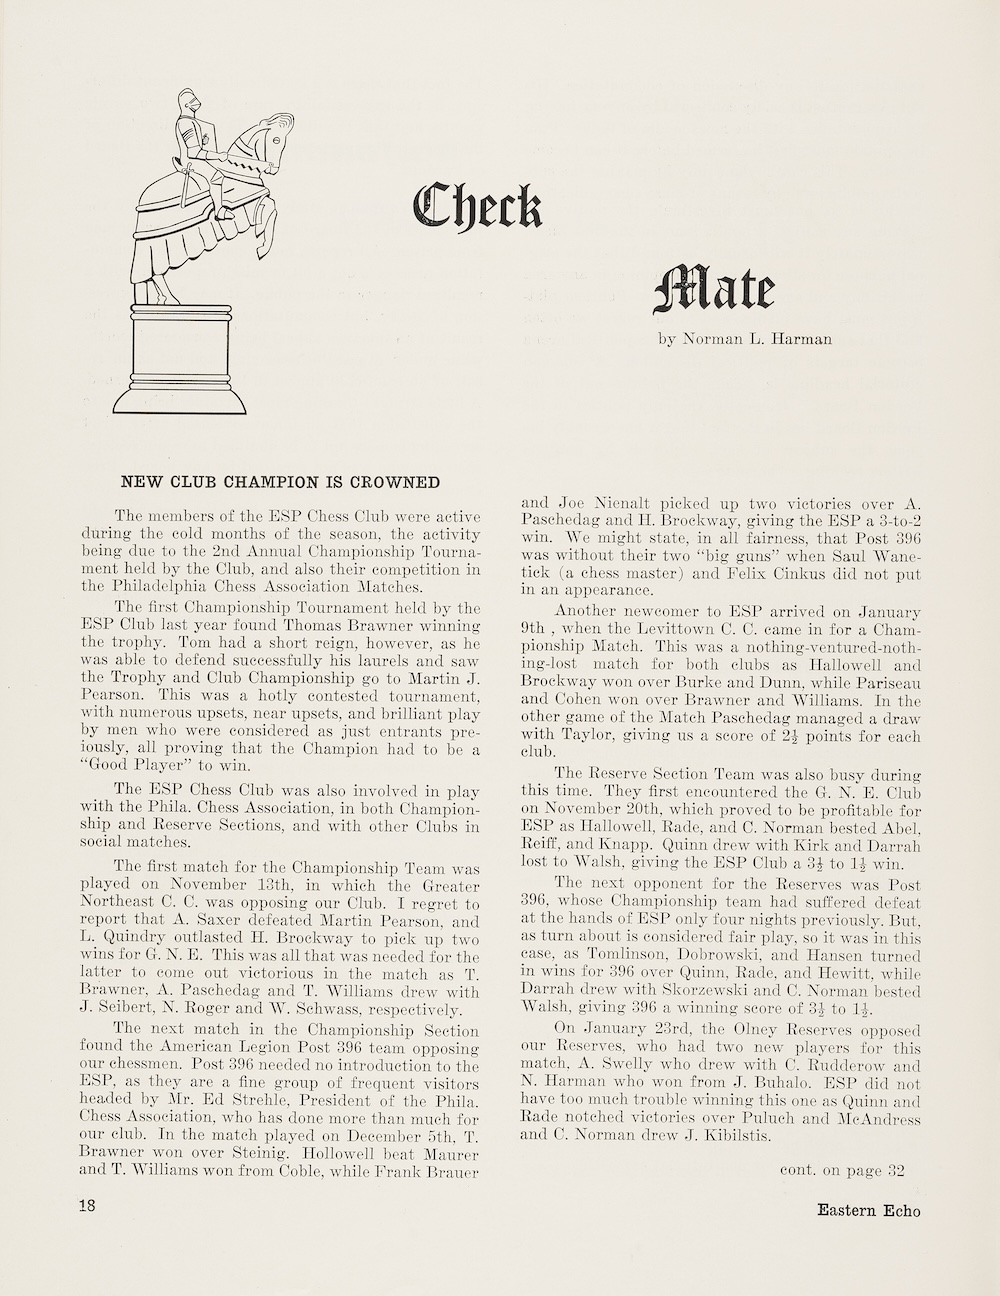 Check
Mate
by Norman L. Harman
NEW CLUB CHAMPION IS CROWNED
The members of the ESP Chess Club were active
during the cold months of the season, the activity
being due to the 2nd Annual Championship Tourna-
ment held by the Club, and also their competition in
the Philadelphia Chess Association Matches.
The first Championship Tournament held by the
ESP Club last year found Thomas Brawner winning
the trophy. Tom had a short reign, however, as he
was able to defend successfully his laurels and saw
the Trophy and Club Championship go to Martin J.
Pearson. This was a hotly contested tournament,
with numerous upsets, near upsets, and brilliant play
by men who were considered as just entrants pre-
iously, all proving that the Champion had to be a
"Good Player" to win.
The ESP Chess Club was also involved in play
with the Phila. Chess Association, in both Champion-
ship and Reserve Sections, and with other Clubs in
social matches.
The first match for the Championship Team was
played on November 13th, in which the Greater
Northeast C. C. was opposing our Club. I regret to
report that A. Saxer defeated Martin Pearson, and
L. Quindry outlasted H. Brockway to pick up two
wins for G. N. E. This was all that was needed for the
latter to come out victorious in the match as T.
Brawner, A. Paschedag and T. Williams drew with
J. Seibert, N. Roger and W. Schwass, respectively.
The next match in the Championship Section
found the American Legion Post 396 team opposing
our chessmen. Post 396 needed no introduction to the
ESP, as they are a fine group of frequent visitors
headed by Mr. Ed Strehle, President of the Phila.
Chess Association, who has done more than much for
our club. In the match played on December 5th, T.
Brawner won over Steinig. Hollowell beat Maurer
and T. Williams won from Coble, while Frank Brauer
and Joe Nienalt picked up two victories over A.
Paschedag and H. Brockway, giving the ESP a 3-to-2
win. We might state, in all fairness, that Post 396
was without their two "big guns" when Saul Wane-
tick (a chess master) and Felix Cinkus did not put
in an appearance.
Another newcomer to ESP arrived on January
9th , when the Levittown C. C. came in for a Cham-
pionship Match. This was a nothing-ventured-noth-
ing-lost match for both clubs as Hallowell and
Brockway won over Burke and Dunn, while Pariseau
and Cohen won over Brawner and Williams. In the
other game of the Match Paschedag managed a draw
with Taylor, giving us a score of 2½ points for each
club.
The Reserve Section Team was also busy during
this time. They first encountered the G. N. E. Club
on November 20th, which proved to be profitable for
ESP as Hallowell, Rade, and C. Norman bested Abel,
Reiff, and Knapp. Quinn drew with Kirk and Darrah
lost to Walsh, giving the ESP Club a 3½ to 1½ win.
The next opponent for the Reserves was Post
396, whose Championship team had suffered defeat
at the hands of ESP only four nights previously. But,
as turn about is considered fair play, so it was in this
case, as Tomlinson, Dobrowski, and Hansen turned
in wins for 396 over Quinn, Rade, and Hewitt, while
Darrah drew with Skorzewski and C. Norman bested
Walsh, giving 396 a winning score of 3½ to 1½.
On January 23rd, the Olney Reserves opposed
our Reserves, who had two new players for this
match, A. Swelly who drew with C. Rudderow and
N. Harman who won from J. Buhalo. ESP did not
have too much trouble winning this one as Quinn and
Rade notched victories over Puluch and McAndress
and C. Norman drew J. Kibilstis.
cont. on page 32
18
Eastern Echo